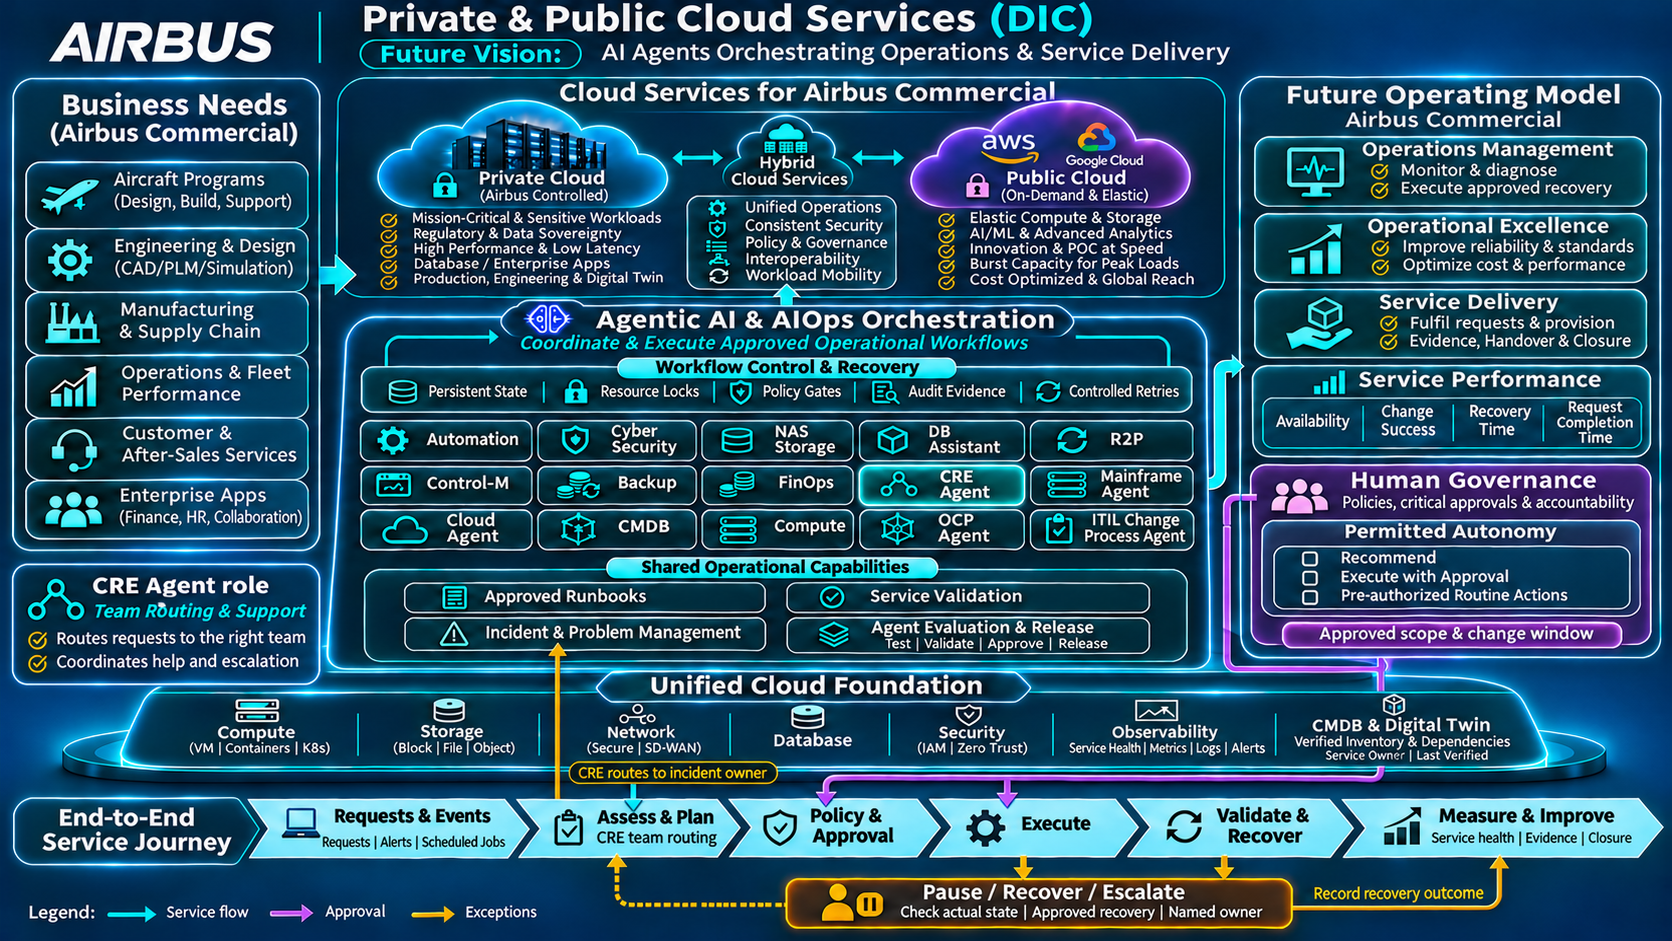 AIRBUS
Private & Public Cloud Services (DIC)
Future Vision:
AI Agents Orchestrating Operations & Service Delivery
Business Needs
(Airbus Commercial)
Aircraft Programs
(Design, Build, Support)
Engineering & Design
(CAD/PLM/Simulation)
Manufacturing
& Supply Chain
Operations & Fleet
Performance
Customer &
After-Sales Services
Enterprise Apps
(Finance, HR, Collaboration)
CRE Agent role
Team Routing & Support
Routes requests to the right team
Coordinates help and escalation
Cloud Services for Airbus Commercial
Private Cloud
(Airbus Controlled)
Mission-Critical & Sensitive Workloads
Regulatory & Data Sovereignty
High Performance & Low Latency
Database / Enterprise Apps
Production, Engineering & Digital Twin
Hybrid
Cloud Services
Unified Operations
Consistent Security
Policy & Governance
Interoperability
Workload Mobility
aws
Google Cloud
Public Cloud
(On-Demand & Elastic)
Elastic Compute & Storage
AI/ML & Advanced Analytics
Innovation & POC at Speed
Burst Capacity for Peak Loads
Cost Optimized & Global Reach
Agentic AI & AIOps Orchestration
Coordinate & Execute Approved Operational Workflows
Workflow Control & Recovery
Persistent State
Resource Locks
Policy Gates
Audit Evidence
Controlled Retries
Automation
Cyber
Security
NAS
Storage
DB
Assistant
R2P
Control-M
Backup
FinOps
CRE
Agent
Mainframe
Agent
Cloud
Agent
CMDB
Compute
OCP
Agent
ITIL Change
Process Agent
Shared Operational Capabilities
Approved Runbooks
Service Validation
Incident & Problem Management
Agent Evaluation & Release
Test | Validate | Approve | Release
Future Operating Model
Airbus Commercial
Operations Management
Monitor & diagnose
Execute approved recovery
Operational Excellence
Improve reliability & standards
Optimize cost & performance
Service Delivery
Fulfil requests & provision
Evidence, Handover & Closure
Service Performance
Availability
Change
Success
Recovery
Time
Request
Completion
Time
Human Governance
Policies, critical approvals & accountability
Permitted Autonomy
Recommend
Execute with Approval
Pre-authorized Routine Actions
Approved scope & change window
Unified Cloud Foundation
Compute
(VM | Containers | K8s)
Storage
(Block | File | Object)
Network
(Secure | SD-WAN)
Database
Security
(IAM | Zero Trust)
Observability
Service Health | Metrics | Logs | Alerts
CMDB & Digital Twin
Verified Inventory & Dependencies
Service Owner | Last Verified
CRE routes to incident owner
End-to-End
Service Journey
Requests & Events
Requests | Alerts | Scheduled Jobs
Assess & Plan
CRE team routing
Policy &
Approval
Execute
Validate &
Recover
Measure & Improve
Service health | Evidence | Closure
Pause / Recover / Escalate
Check actual state | Approved recovery | Named owner
Record recovery outcome
Legend:
Service flow
Approval
Exceptions